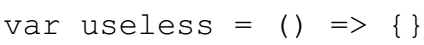 var useless = () => {}